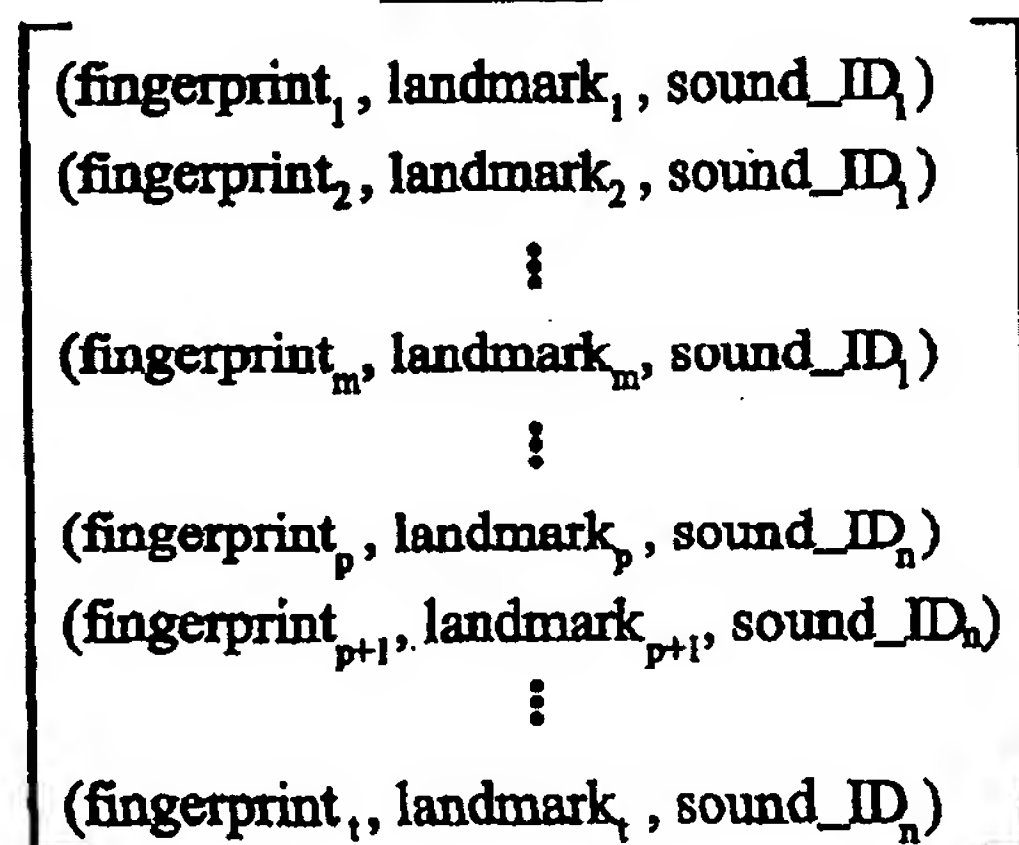 (fingerprint₁, landmark₁, sound_ID₁)
(fingerprint₂, landmark₂, sound_ID₁)
(fingerprintₘ, landmarkₘ, sound_ID₁)
(fingerprintₚ, landmarkₚ, sound_IDₙ)
(fingerprintₚ₊₁, landmarkₚ₊₁, sound_IDₙ)
(fingerprintₜ, landmarkₜ, sound_IDₙ)